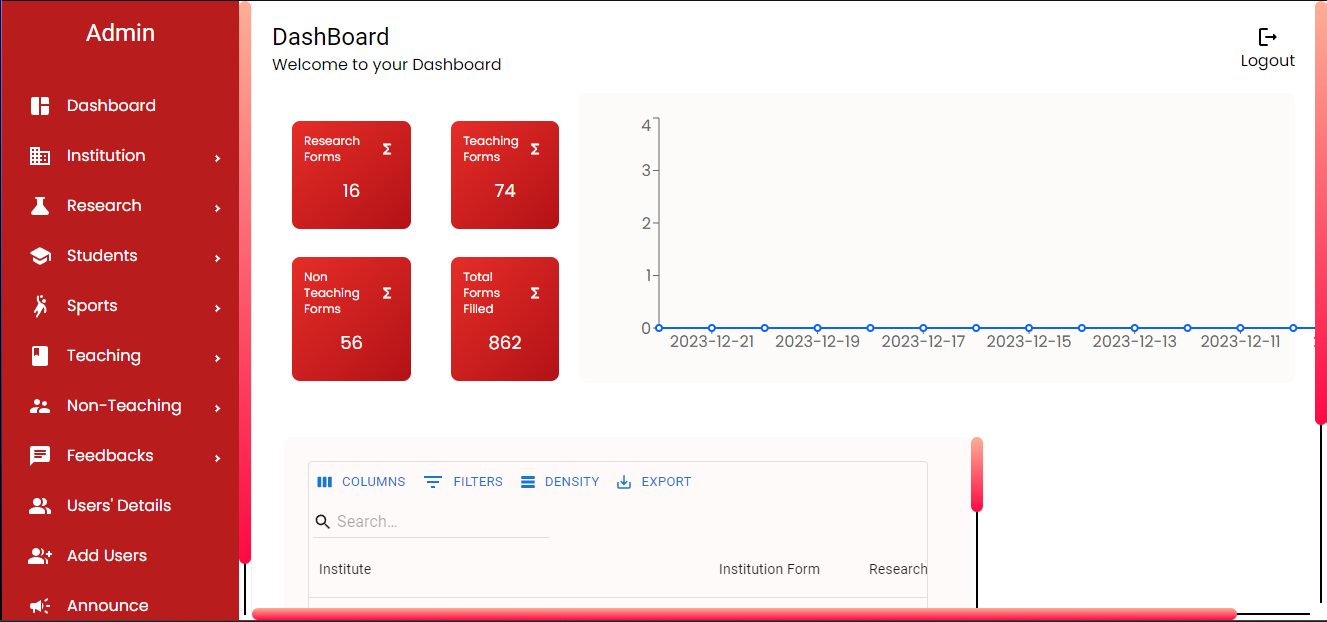 Admin
Dashboard
Institution
Research
Students
Sports
Teaching
Non-Teaching
Feedbacks
Users' Details
Add Users
Announce
DashBoard
Welcome to your Dashboard
Logout
Research
Forms
Σ
16
Teaching
Forms
Σ
74
Non
Teaching
Forms
Σ
56
Total
Forms
Filled
Σ
862
4
3
2
1
0
2023-12-21 2023-12-19 2023-12-17 2023-12-15 2023-12-13 2023-12-11
COLUMNS FILTERS DENSITY EXPORT
Search...
Institute Institution Form Research